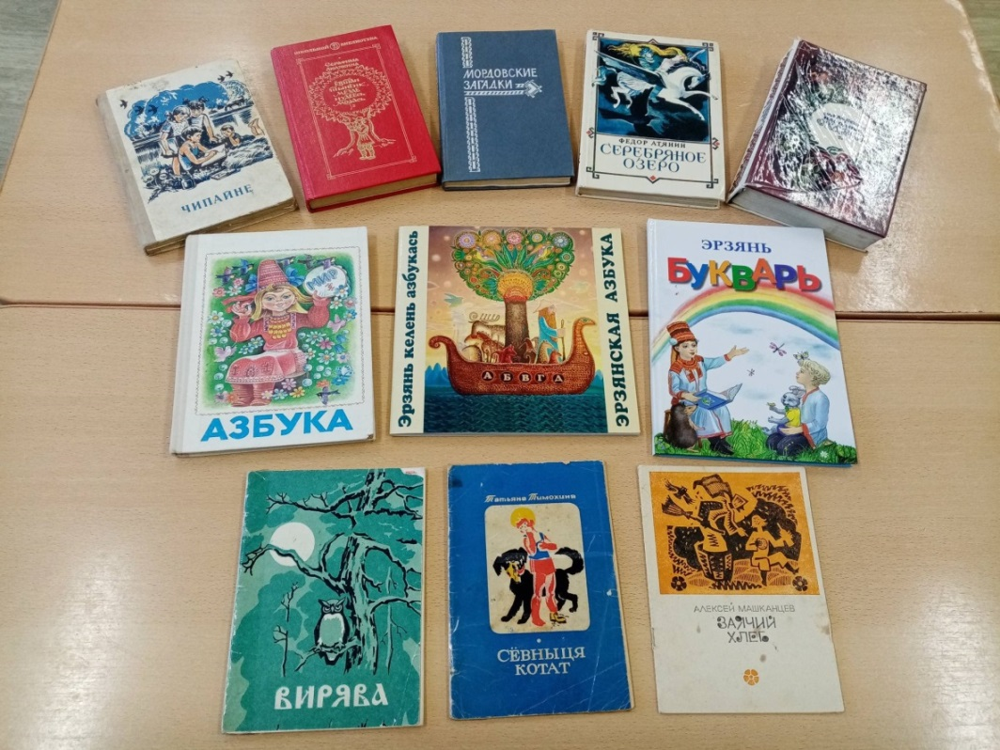 ЧИПАЙНЕ
МОРДОВСКИЕ
ЗАГАДКИ
ФЕДОР АТЯНИН
СЕРЕБРЯНОЕ
ОЗЕРО
МИР
АЗБУКА
Эрзянь келень азбукась
А Б В Г Д
ЭРЗЯНСКАЯ АЗБУКА
ЭРЗЯНЬ
БУКВАРЬ
ВИРЯВА
Татьяна Тимохина
СЁВНЫЦЯ
КОТАТ
АЛЕКСЕЙ МАШКАНЦЕВ
ЗАЯЧИЙ
ХЛЕБ